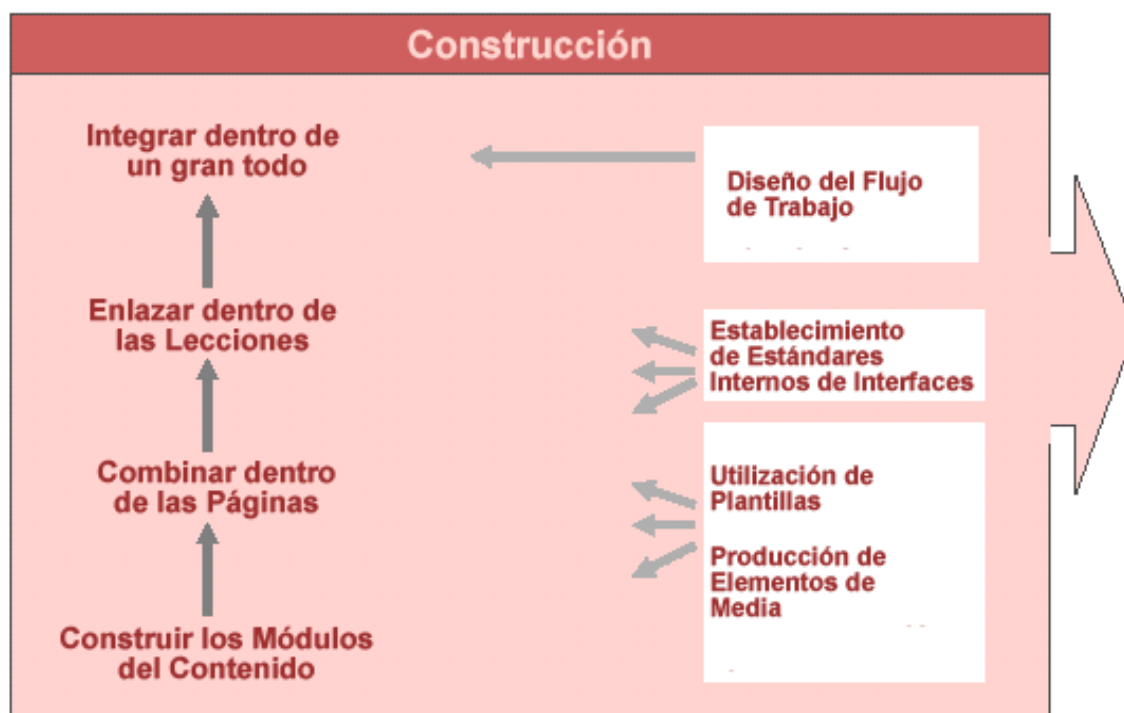 Construcción
Integrar dentro de
un gran todo
Diseño del Flujo
de Trabajo
Enlazar dentro de
las Lecciones
Establecimiento
de Estándares
Internos de Interfaces
Combinar dentro
de las Páginas
Utilización de
Plantillas
Producción de
Elementos de
Media
Construir los Módulos
del Contenido